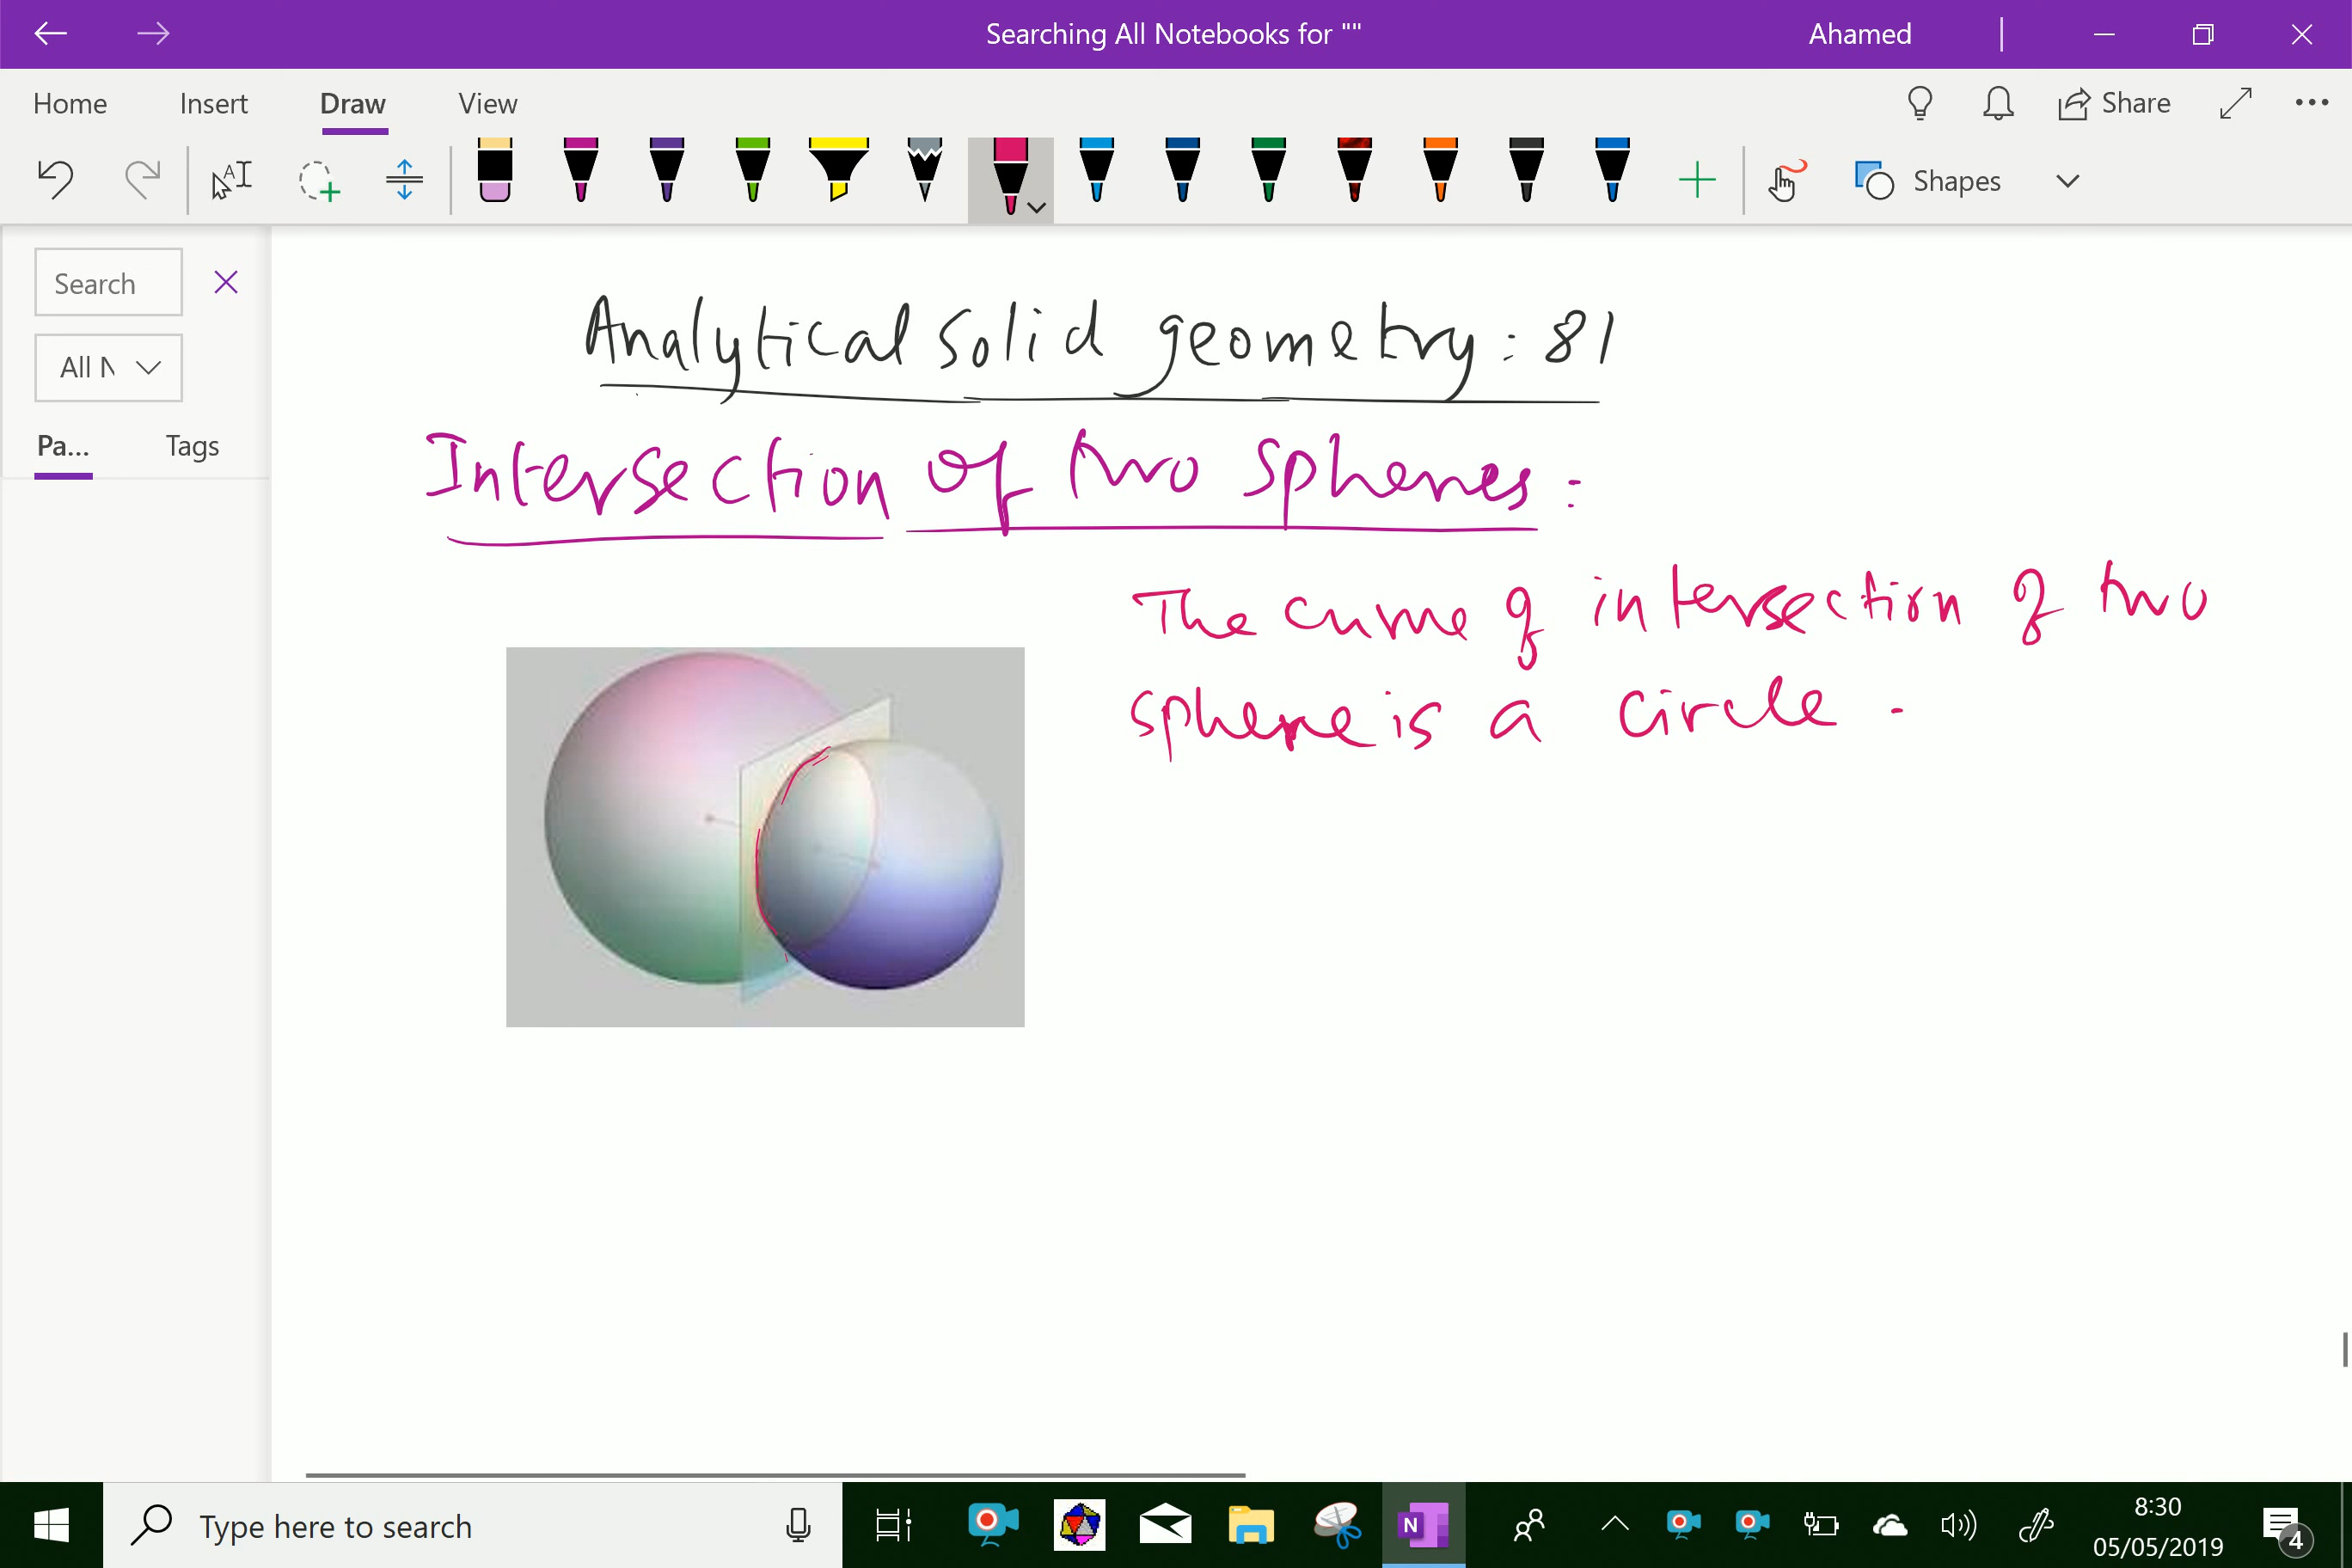 Searching All Notebooks for ""
Ahamed
Home Insert Draw View
Share
Shapes
Search
All N
Pa... Tags
Analytical solid geometry : 81
Intersection of two spheres :
The curve of intersection of two
sphere is a circle .
Type here to search
N
8:30
05/05/2019
4